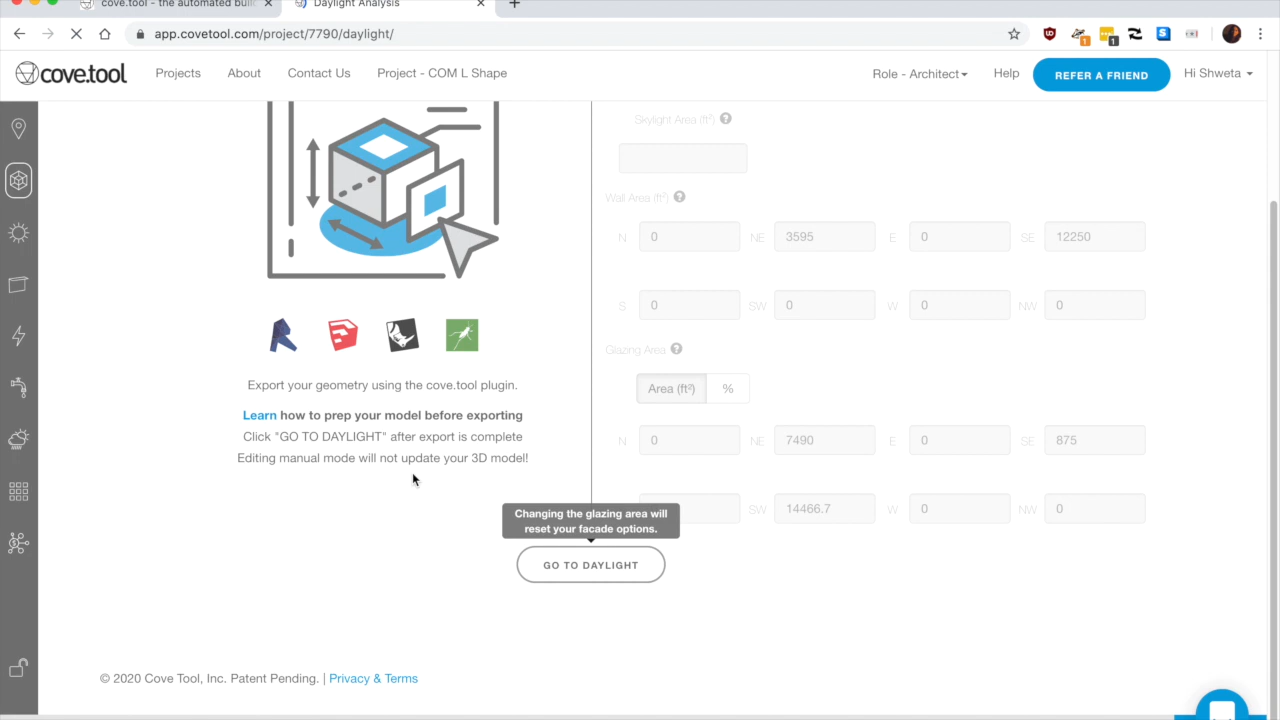 cove.tool - the automated buil
Daylight Analysis
app.covetool.com/project/7790/daylight/
1
1
cove.tool
Projects
About
Contact Us
Project - COM L Shape
Role - Architect
Help
REFER A FRIEND
Hi Shweta
Skylight Area (ft²)
Wall Area (ft²)
N 0 NE 3595 E 0 SE 12250
S 0 SW 0 W 0 NW 0
Glazing Area
Area (ft²) %
N 0 NE 7490 E 0 SE 875
SW 14466.7 W 0 NW 0
Export your geometry using the cove.tool plugin.
Learn how to prep your model before exporting
Click "GO TO DAYLIGHT" after export is complete
Editing manual mode will not update your 3D model!
Changing the glazing area will
reset your facade options.
GO TO DAYLIGHT
© 2020 Cove Tool, Inc. Patent Pending. | Privacy & Terms